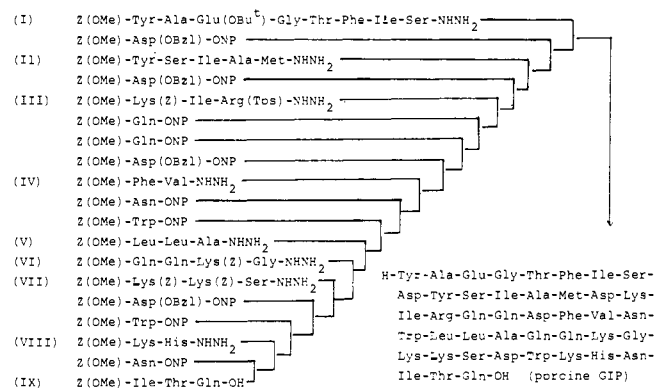 (I) Z(OMe)-Tyr-Ala-Glu(OBuᵗ)-Gly-Thr-Phe-Ile-Ser-NHNH₂
Z(OMe)-Asp(OBzl)-ONP
(II) Z(OMe)-Tyr-Ser-Ile-Ala-Met-NHNH₂
Z(OMe)-Asp(OBzl)-ONP
(III) Z(OMe)-Lys(Z)-Ile-Arg(Tos)-NHNH₂
Z(OMe)-Gln-ONP
Z(OMe)-Gln-ONP
Z(OMe)-Asp(OBzl)-ONP
(IV) Z(OMe)-Phe-Val-NHNH₂
Z(OMe)-Asn-ONP
Z(OMe)-Trp-ONP
(V) Z(OMe)-Leu-Leu-Ala-NHNH₂
(VI) Z(OMe)-Gln-Gln-Lys(Z)-Gly-NHNH₂
(VII) Z(OMe)-Lys(Z)-Lys(Z)-Ser-NHNH₂
Z(OMe)-Asp(OBzl)-ONP
Z(OMe)-Trp-ONP
(VIII) Z(OMe)-Lys-His-NHNH₂
Z(OMe)-Asn-ONP
(IX) Z(OMe)-Ile-Thr-Gln-OH
H-Tyr-Ala-Glu-Gly-Thr-Phe-Ile-Ser-
Asp-Tyr-Ser-Ile-Ala-Met-Asp-Lys-
Ile-Arg-Gln-Gln-Asp-Phe-Val-Asn-
Trp-Leu-Leu-Ala-Gln-Gln-Lys-Gly-
Lys-Lys-Ser-Asp-Trp-Lys-His-Asn-
Ile-Thr-Gln-OH (porcine GIP)